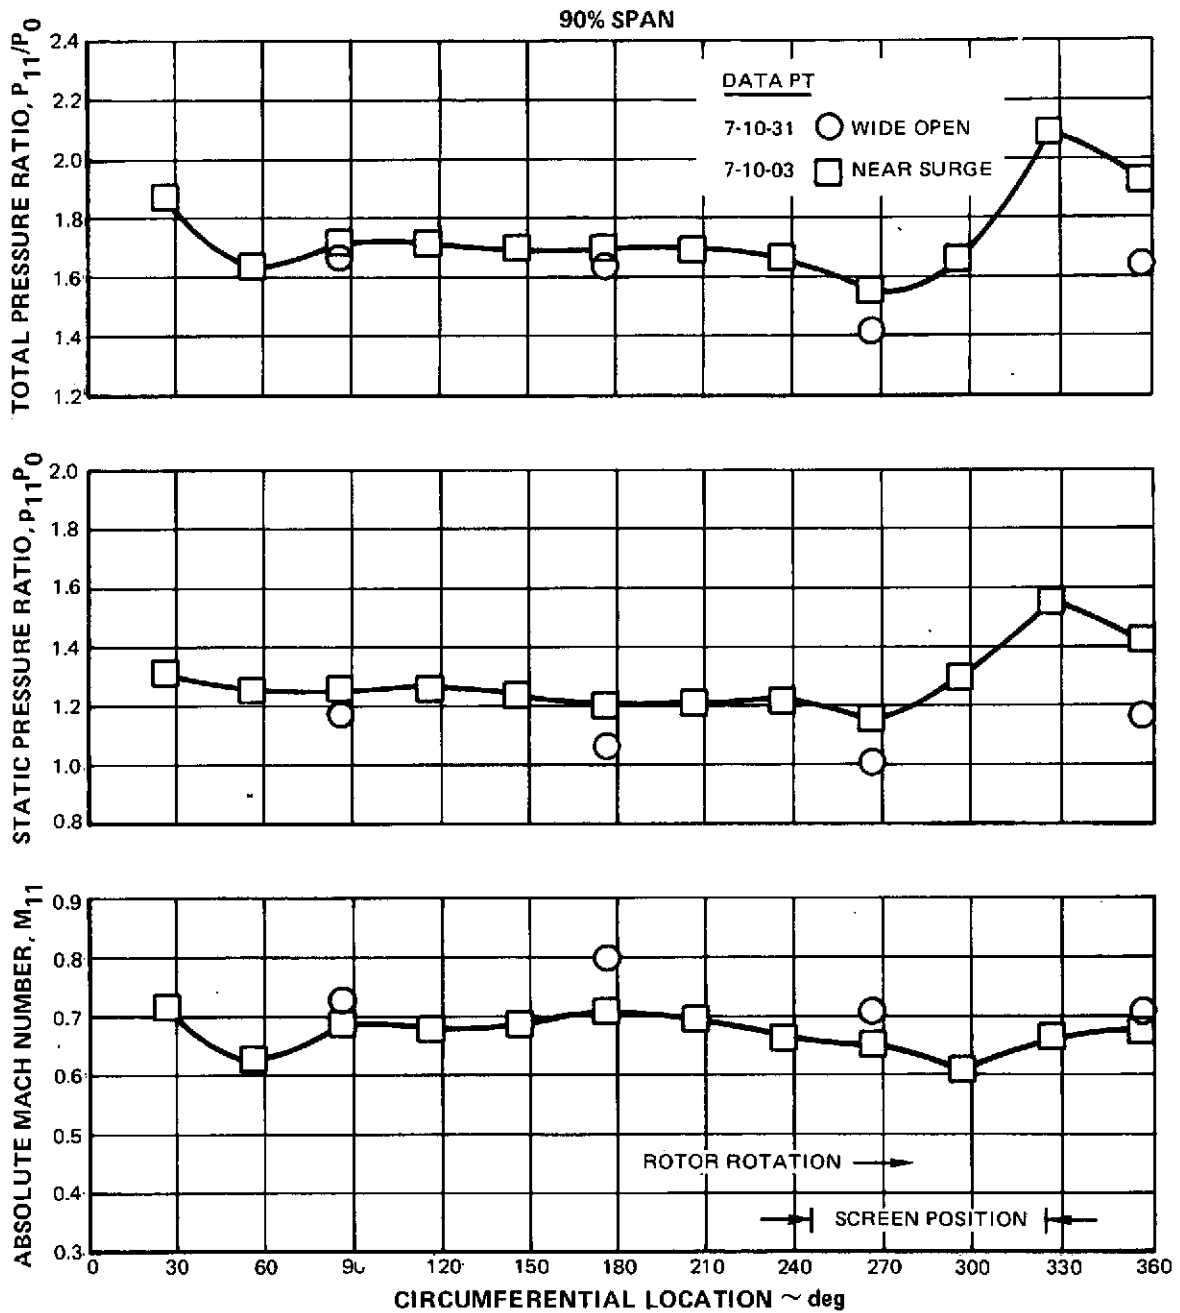 90% SPAN
TOTAL PRESSURE RATIO, P11/P0
2.4
2.2
2.0
1.8
1.6
1.4
1.2
DATA PT
7-10-31 WIDE OPEN
7-10-03 NEAR SURGE
STATIC PRESSURE RATIO, p11P0
2.0
1.8
1.6
1.4
1.2
1.0
0.8
ABSOLUTE MACH NUMBER, M11
0.9
0.8
0.7
0.6
0.5
0.4
0.3
ROTOR ROTATION
SCREEN POSITION
0 30 60 90 120 150 180 210 240 270 300 330 360
CIRCUMFERENTIAL LOCATION ~ deg